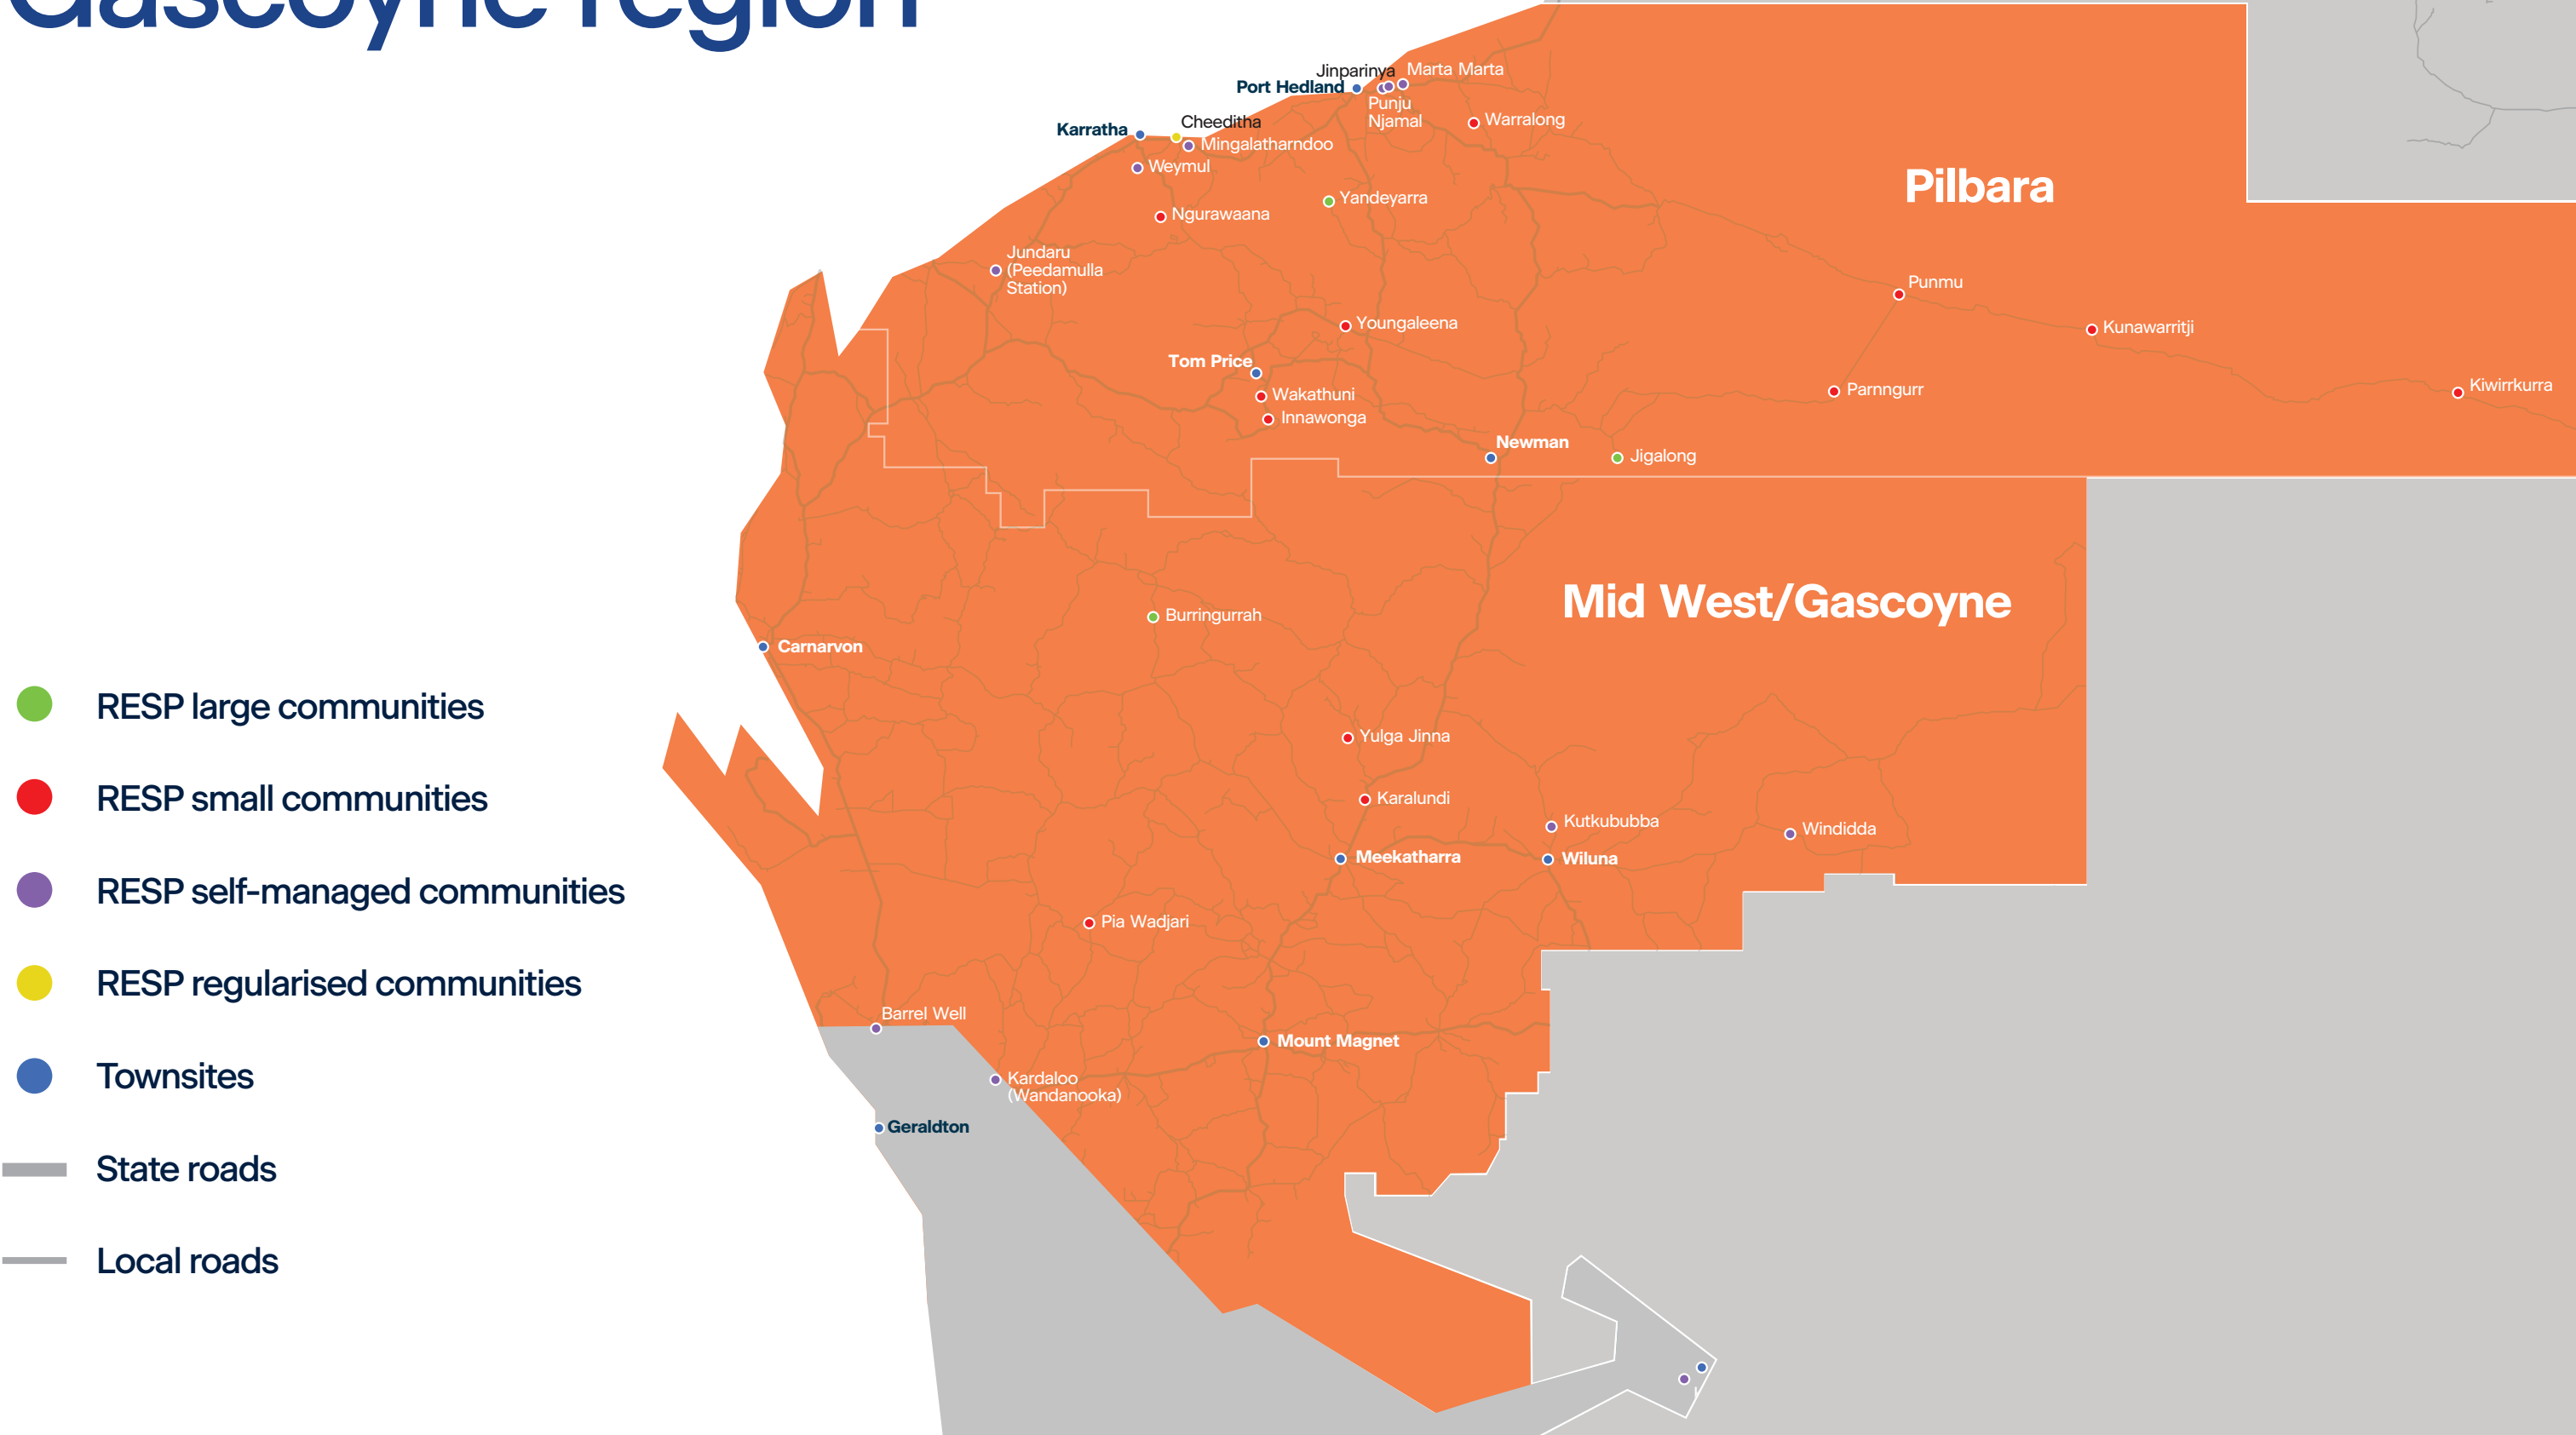 Gascoyne region
Jinparinya
Marta Marta
Port Hedland
Punju
Njamal
Warralong
Cheeditha
Karratha
Mingalatharndoo
Weymul
Pilbara
Yandeyarra
Ngurawaana
Jundaru
(Peedamulla
Station)
Punmu
Youngaleena
Kunawarritji
Tom Price
Kiwirrkurra
Parnngurr
Wakathuni
Innawonga
Newman
Jigalong
Mid West/Gascoyne
Burringurrah
Carnarvon
RESP large communities
Yulga Jinna
RESP small communities
Karalundi
Kutkububba
Windidda
Meekatharra
Wiluna
RESP self-managed communities
Pia Wadjari
RESP regularised communities
Barrel Well
Mount Magnet
Townsites
Kardaloo
(Wandanooka)
Geraldton
State roads
Local roads